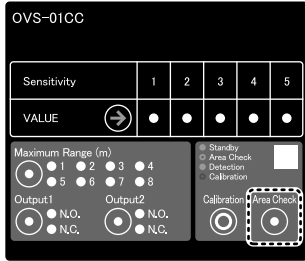 OVS-01CC
Sensitivity 1 2 3 4 5
VALUE
Maximum Range (m)
1 2 3 4
5 6 7 8
Output1 Output2
N.O. N.O.
N.C. N.C.
Standby
Area Check
Detection
Calibration
Calibration Area Check